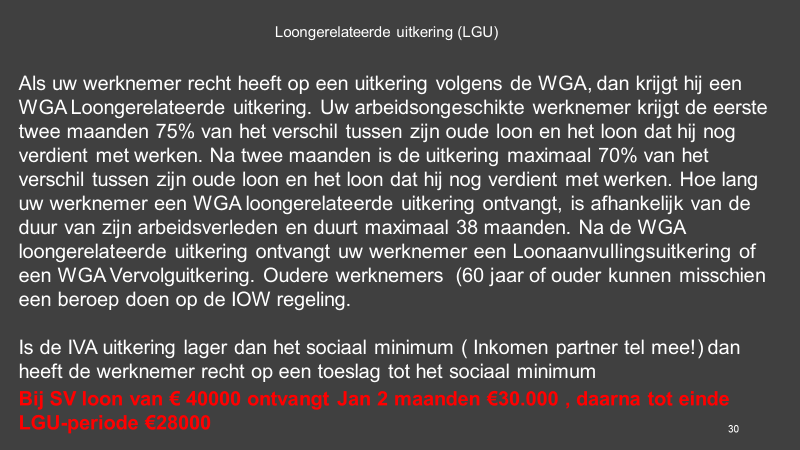 Loongerelateerde uitkering (LGU)
Als uw werknemer recht heeft op een uitkering volgens de WGA, dan krijgt hij een
WGA Loongerelateerde uitkering. Uw arbeidsongeschikte werknemer krijgt de eerste
twee maanden 75% van het verschil tussen zijn oude loon en het loon dat hij nog
verdient met werken. Na twee maanden is de uitkering maximaal 70% van het
verschil tussen zijn oude loon en het loon dat hij nog verdient met werken. Hoe lang
uw werknemer een WGA loongerelateerde uitkering ontvangt, is afhankelijk van de
duur van zijn arbeidsverleden en duurt maximaal 38 maanden. Na de WGA
loongerelateerde uitkering ontvangt uw werknemer een Loonaanvullingsuitkering of
een WGA Vervolguitkering. Oudere werknemers (60 jaar of ouder kunnen misschien
een beroep doen op de IOW regeling.
Is de IVA uitkering lager dan het sociaal minimum ( Inkomen partner tel mee!) dan
heeft de werknemer recht op een toeslag tot het sociaal minimum
Bij SV loon van € 40000 ontvangt Jan 2 maanden €30.000 , daarna tot einde
LGU-periode €28000
30